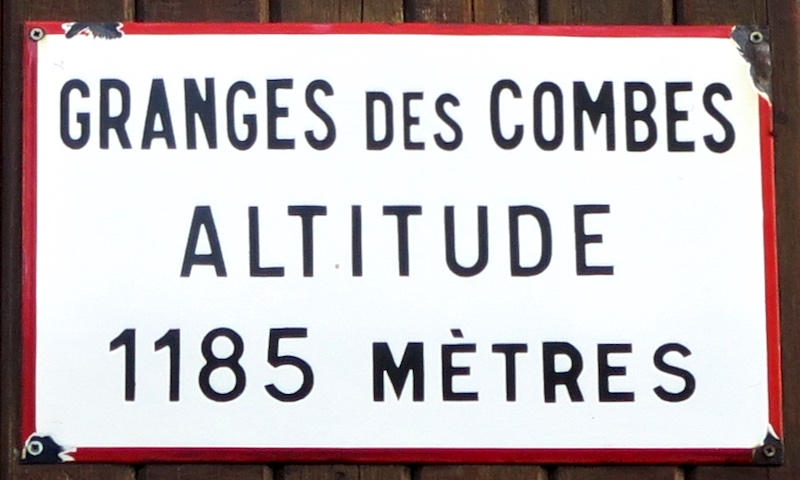 GRANGES DES COMBES
ALTITUDE
1185 MÈTRES